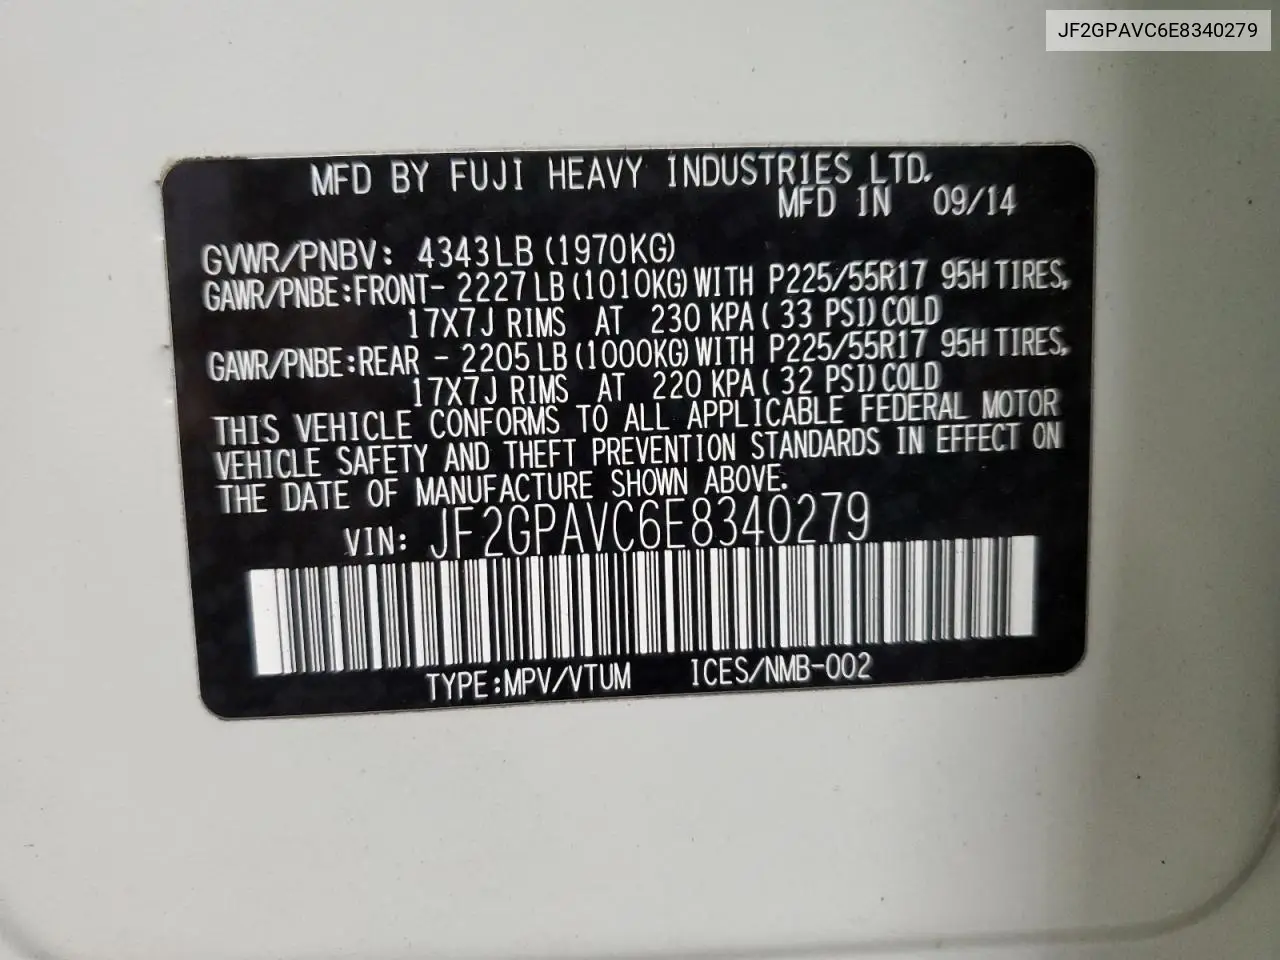 JF2GPAVC6E8340279
MFD BY FUJI HEAVY INDUSTRIES LTD.
MFD IN 09/14
GVWR/PNBV: 4343LB (1970KG)
GAWR/PNBE:FRONT- 2227LB (1010KG) WITH P225/55R17 95H TIRES,
17X7J RIMS AT 230 KPA ( 33 PSI) COLD
GAWR/PNBE:REAR - 2205LB (1000KG) WITH P225/55R17 95H TIRES,
17X7J RIMS AT 220 KPA ( 32 PSI) COLD
THIS VEHICLE CONFORMS TO ALL APPLICABLE FEDERAL MOTOR
VEHICLE SAFETY AND THEFT PREVENTION STANDARDS IN EFFECT ON
THE DATE OF MANUFACTURE SHOWN ABOVE.
VIN: JF2GPAVC6E8340279
TYPE:MPV/VTUM ICES/NMB-002